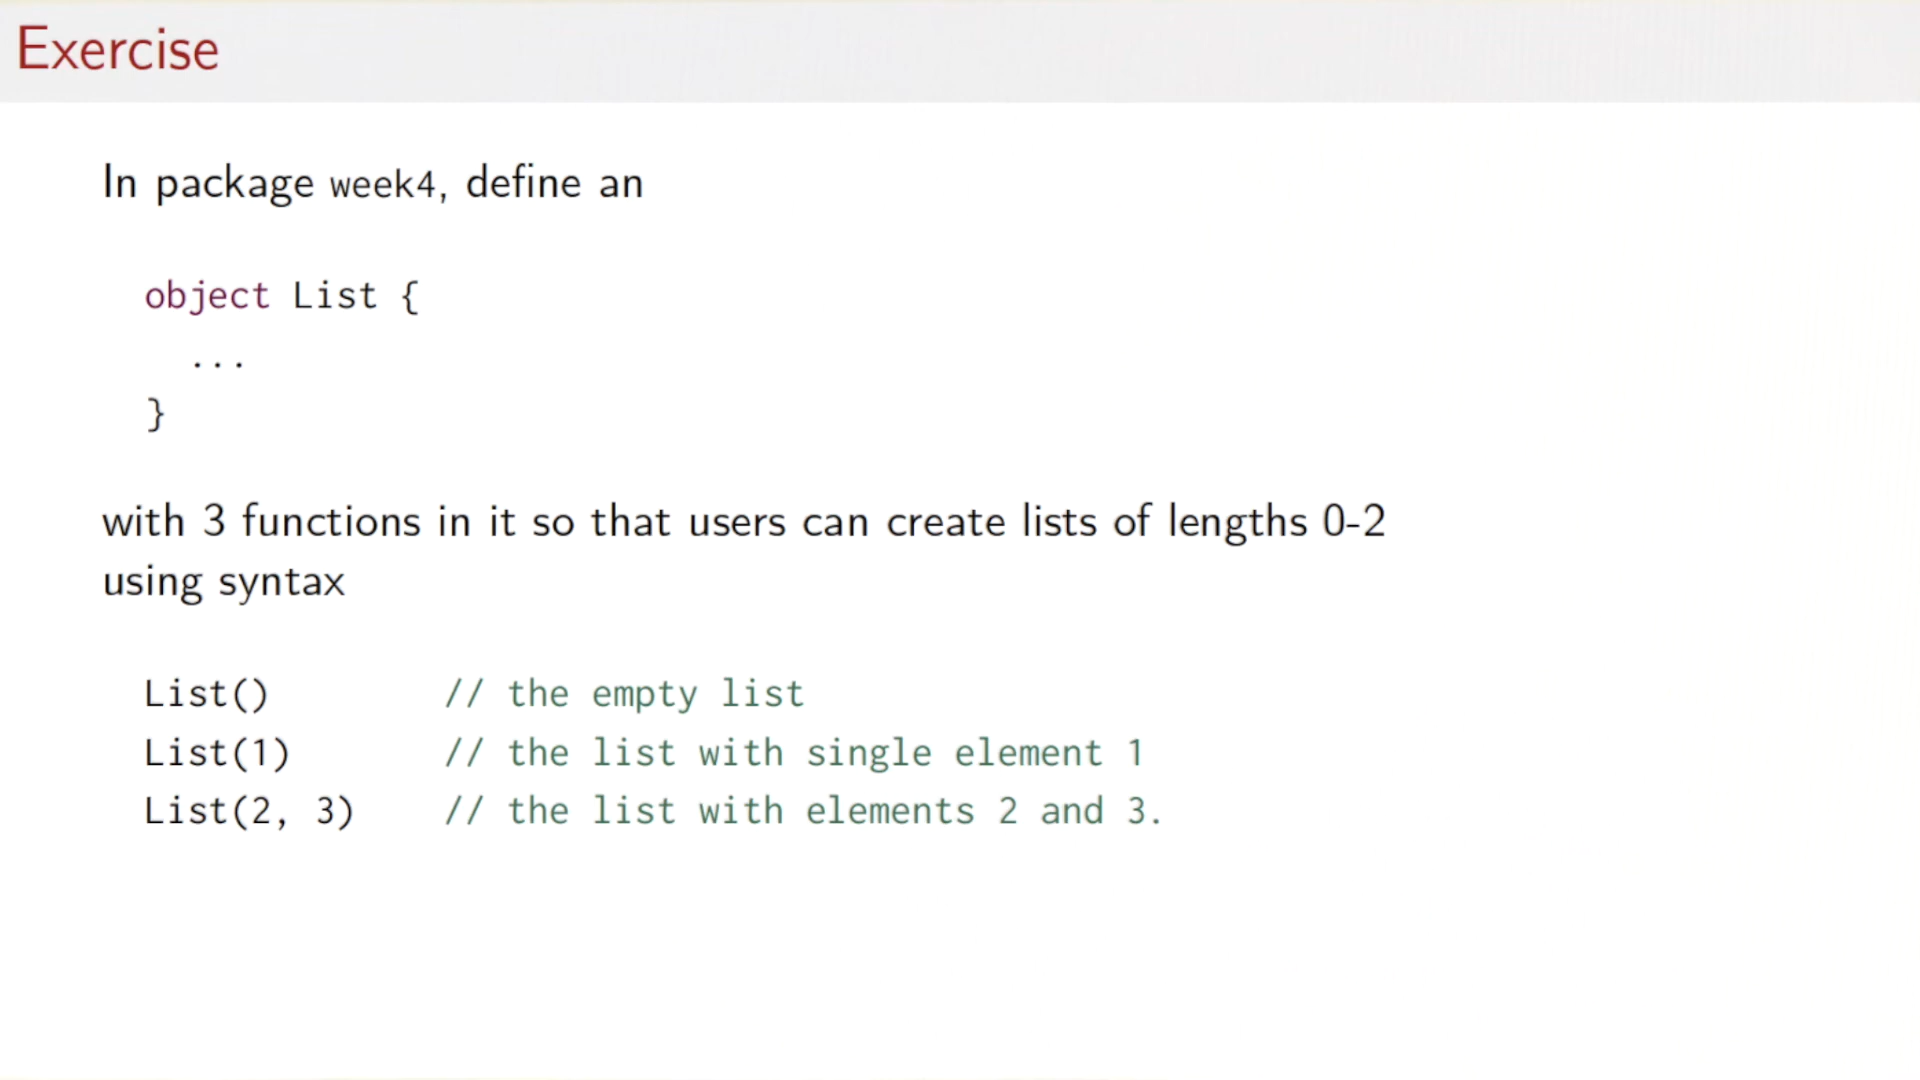 Exercise
In package week4, define an
object List {
...
}
with 3 functions in it so that users can create lists of lengths 0-2
using syntax
List() // the empty list
List(1) // the list with single element 1
List(2, 3) // the list with elements 2 and 3.